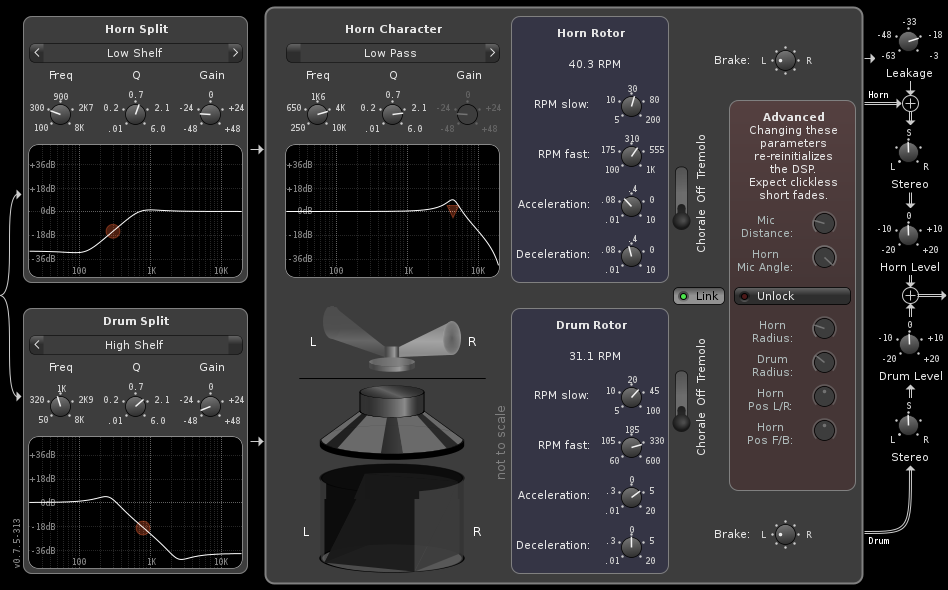 Horn Split
< Low Shelf >
Freq Q Gain
900 0.7 0
300 2K7 0.2 2.1 -24 +24
100 8K .01 6.0 -48 +48
+36dB
+18dB
0dB
-18dB
-36dB
100 1K 10K
Drum Split
< High Shelf
Freq Q Gain
1K 0.7 0
320 2K9 0.2 2.1 -24 +24
50 8K .01 6.0 -48 +48
+36dB
+18dB
0dB
-18dB
-36dB
100 1K 10K
v0.7.5-313
Horn Character
Low Pass >
Freq Q Gain
1K6 0.7 0
650 4K 0.2 2.1 -24 +24
250 10K .01 6.0 -48 +48
+36dB
+18dB
0dB
-18dB
-36dB
100 1K 10K
L R
not to scale
L R
Horn Rotor
40.3 RPM
RPM slow: 5 10 30 80 200
RPM fast: 100 175 310 555 1K
Acceleration: .01 .08 .4 0 10
Deceleration: .01 .08 .4 0 10
Chorale Off Tremolo
Link
Drum Rotor
31.1 RPM
RPM slow: 5 10 20 45 100
RPM fast: 60 105 185 330 600
Acceleration: .01 .3 0 5 20
Deceleration: .01 .3 0 5 20
Chorale Off Tremolo
Brake: L R
Advanced
Changing these
parameters
re-reinitializes
the DSP.
Expect clickless
short fades.
Mic
Distance:
Horn
Mic Angle:
Unlock
Horn
Radius:
Drum
Radius:
Horn
Pos L/R:
Horn
Pos F/B:
Brake: L R
-33
-48 -18
-63 -3
Leakage
Horn
S
L R
Stereo
0
-10 +10
-20 +20
Horn Level
0
-10 +10
-20 +20
Drum Level
S
L R
Stereo
Drum